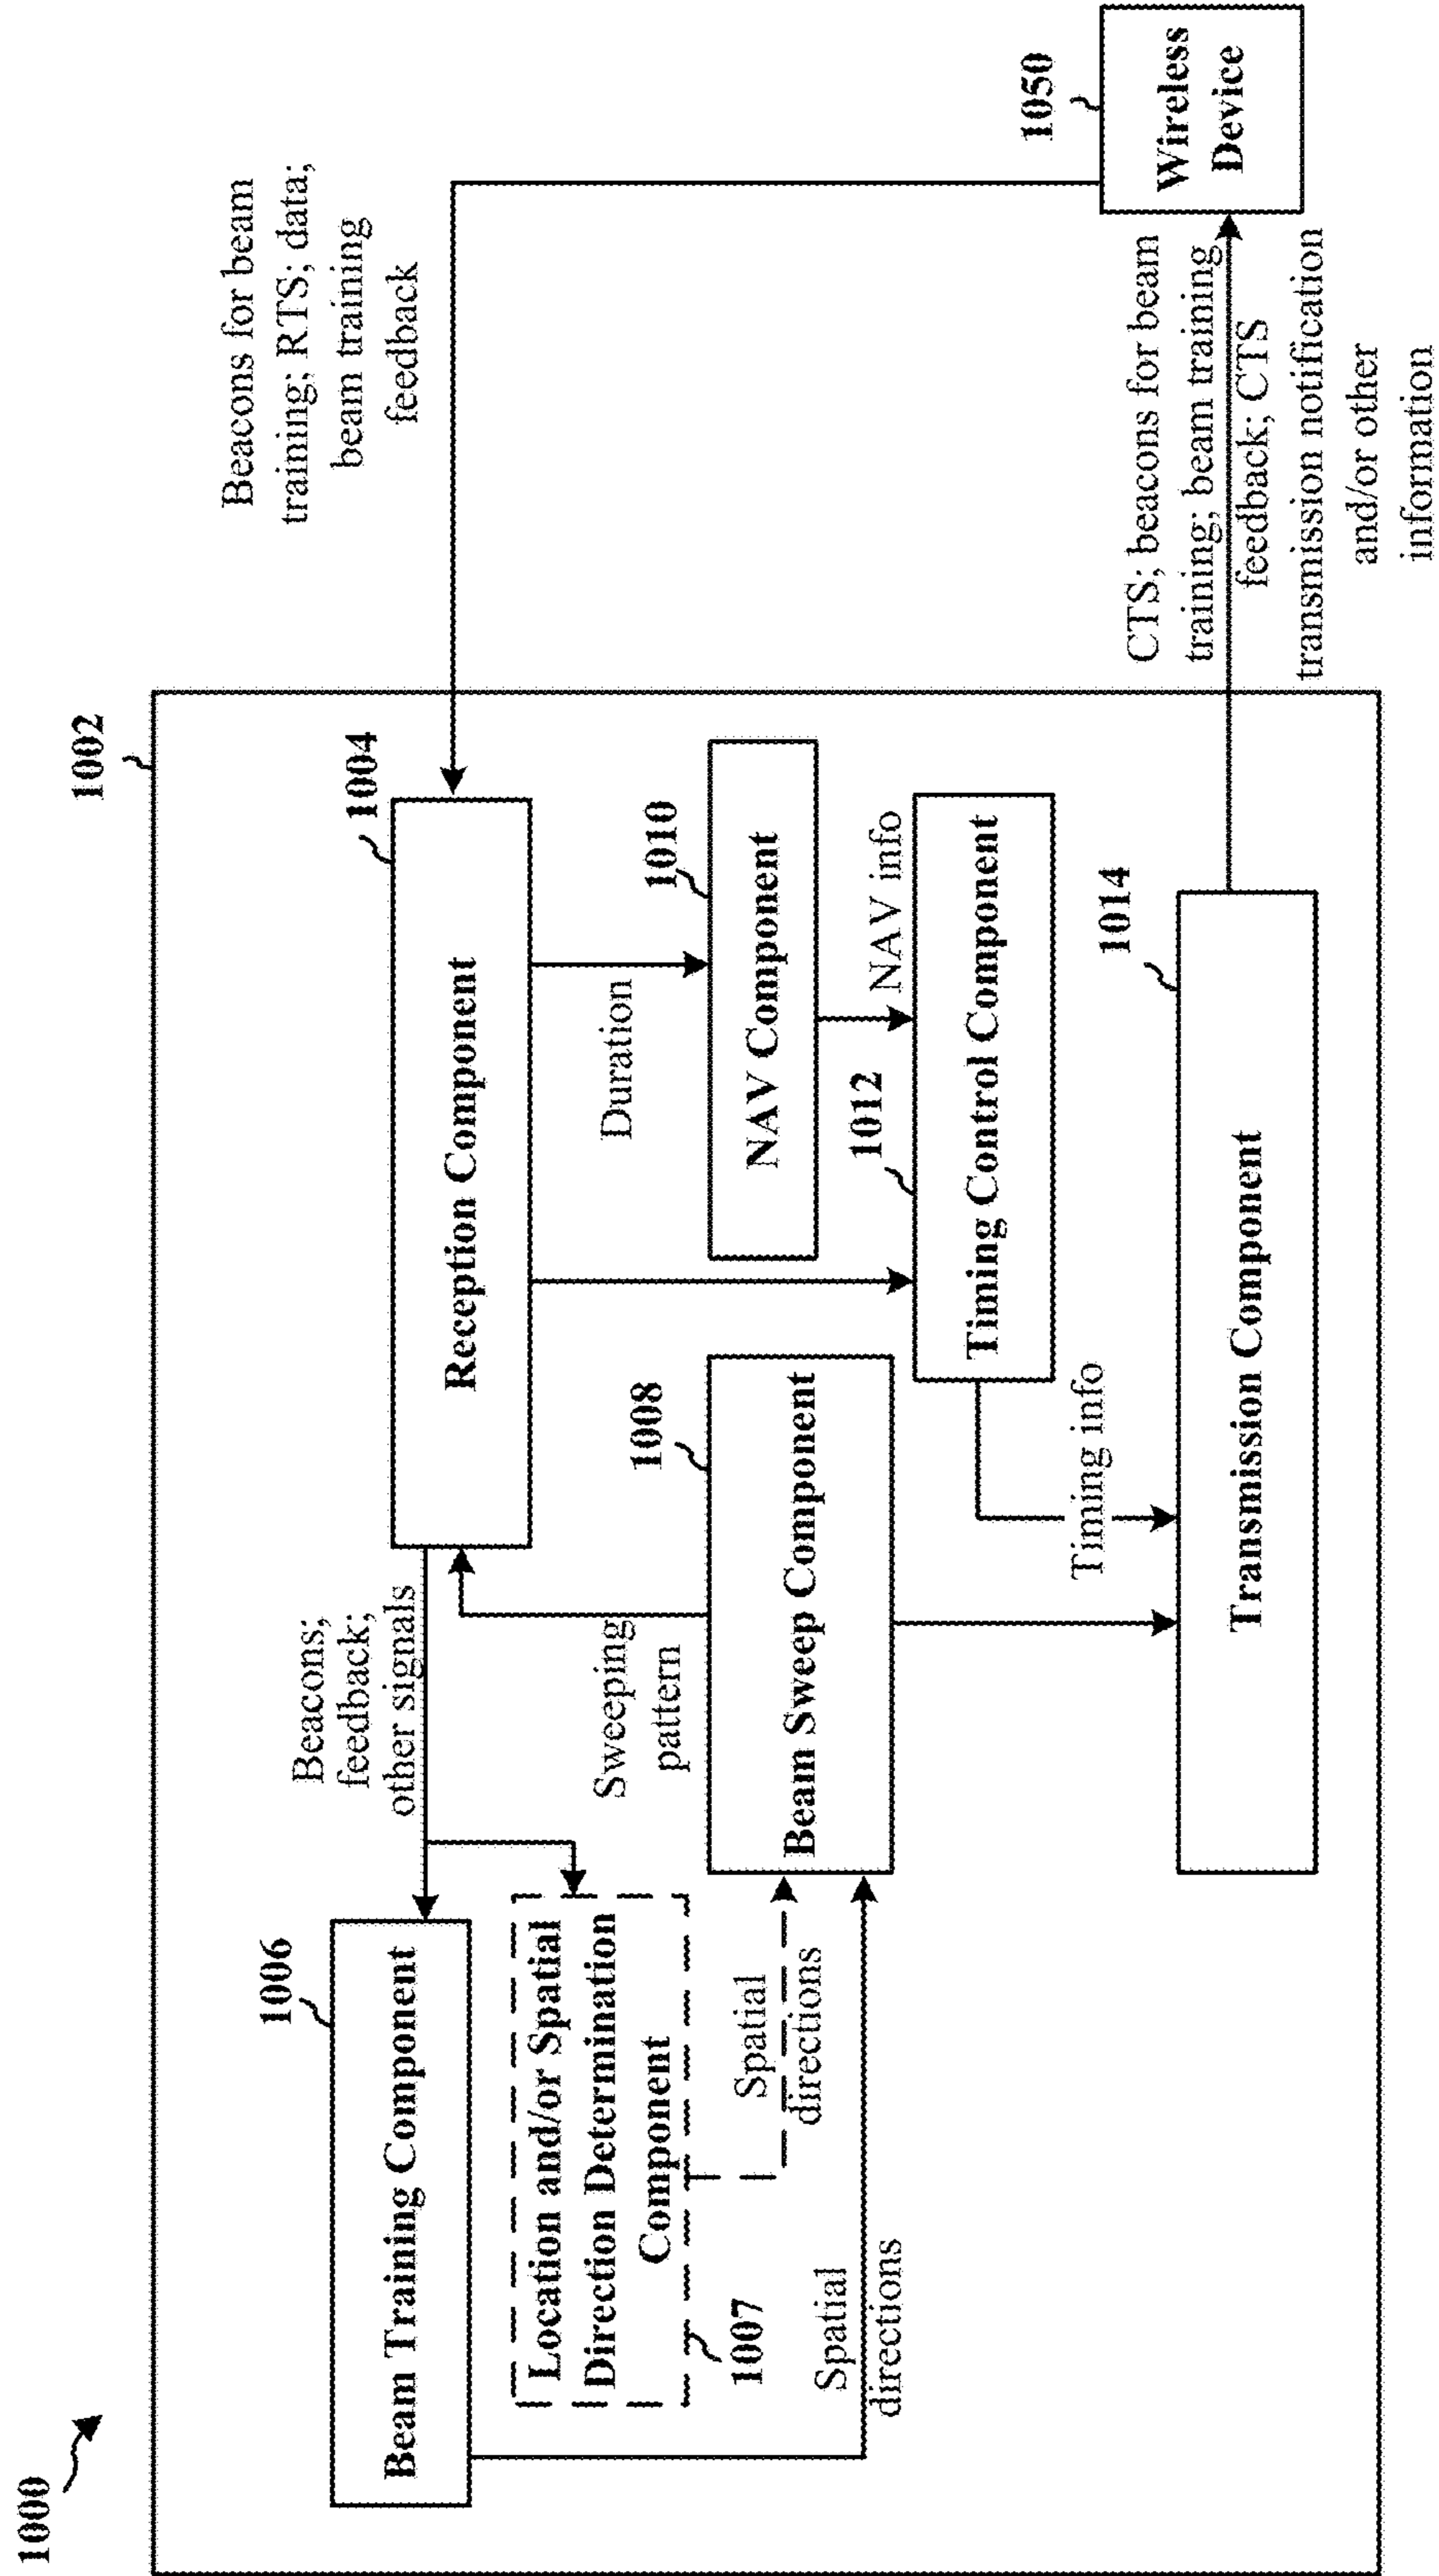 1000
1002
1006
Beam Training Component
Beacons;
feedback;
other signals
1004
Reception Component
Beacons for beam
training; RTS; data;
beam training
feedback
1050
Wireless
Device
Location and/or Spatial
Direction Determination
Component
1007
Spatial
directions
Spatial
directions
Sweeping
pattern
1008
Beam Sweep Component
Duration
1010
NAV Component
NAV info
1012
Timing Control Component
Timing info
1014
Transmission Component
CTS; beacons for beam
training; beam training
feedback; CTS
transmission notification
and/or other
information